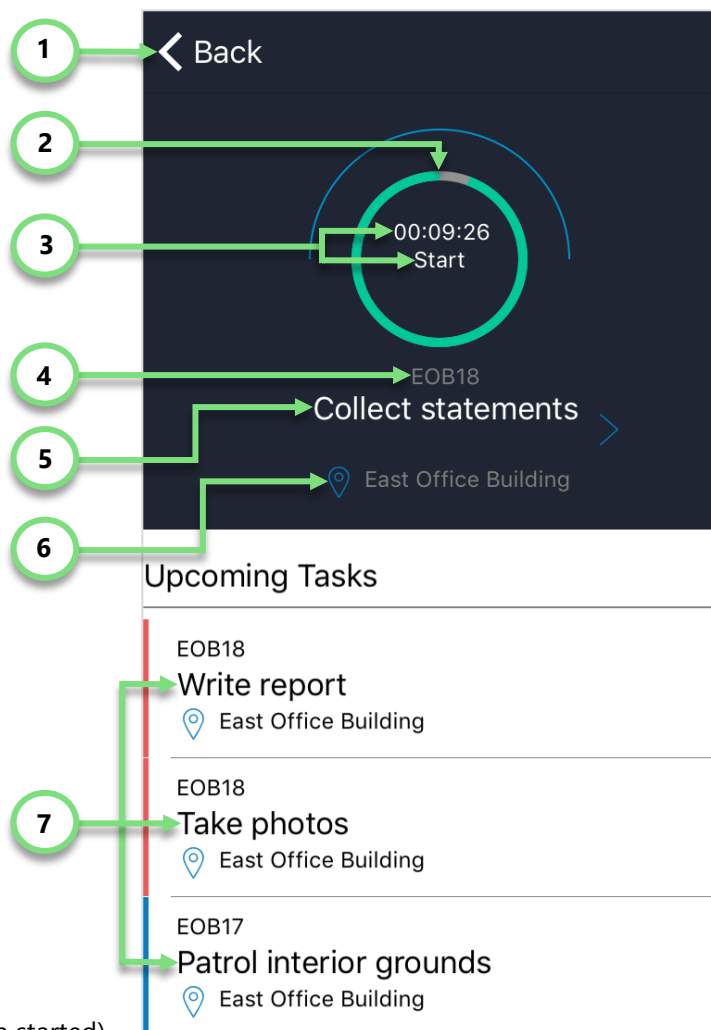 1
Back
2
00:09:26
3
Start
4
EOB18
Collect statements
5
East Office Building
6
Upcoming Tasks
EOB18
Write report
East Office Building
EOB18
7
Take photos
East Office Building
EOB17
Patrol interior grounds
East Office Building
started)